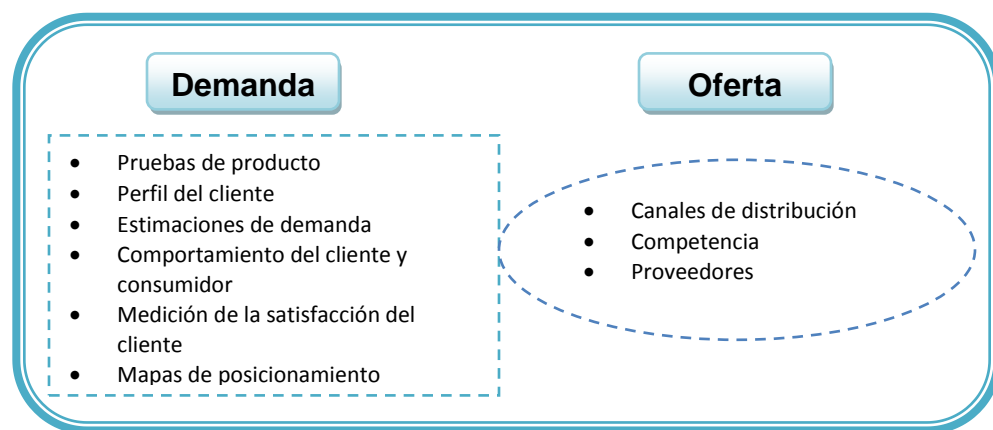 Demanda
• Pruebas de producto
• Perfil del cliente
• Estimaciones de demanda
• Comportamiento del cliente y
consumidor
• Medición de la satisfacción del
cliente
• Mapas de posicionamiento
Oferta
• Canales de distribución
• Competencia
• Proveedores